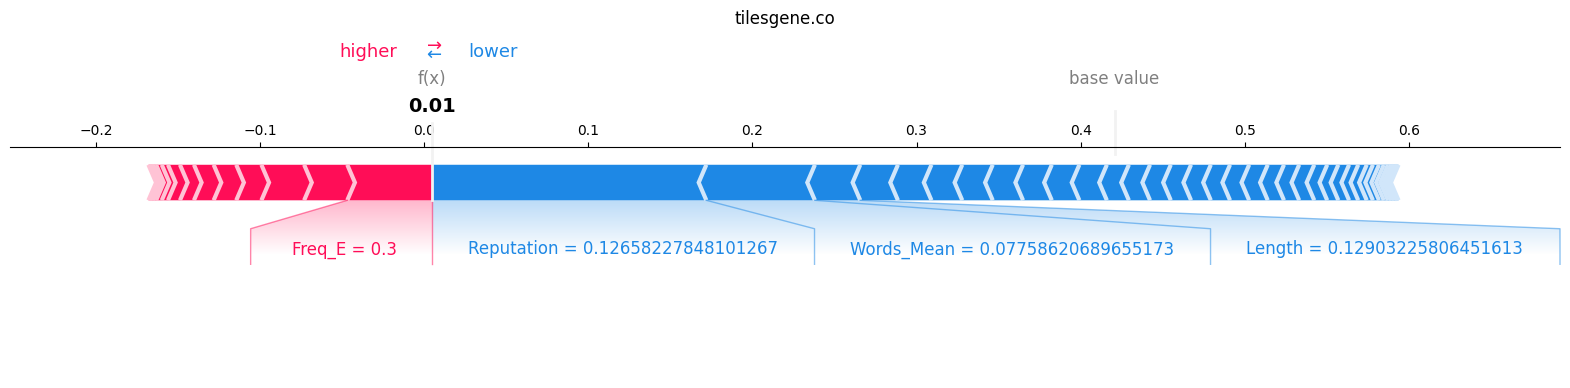 tilesgene.co
higher ⇄ lower
f(x) base value
0.01
−0.2 −0.1 0.0 0.1 0.2 0.3 0.4 0.5 0.6
Freq_E = 0.3 Reputation = 0.12658227848101267 Words_Mean = 0.07758620689655173 Length = 0.12903225806451613